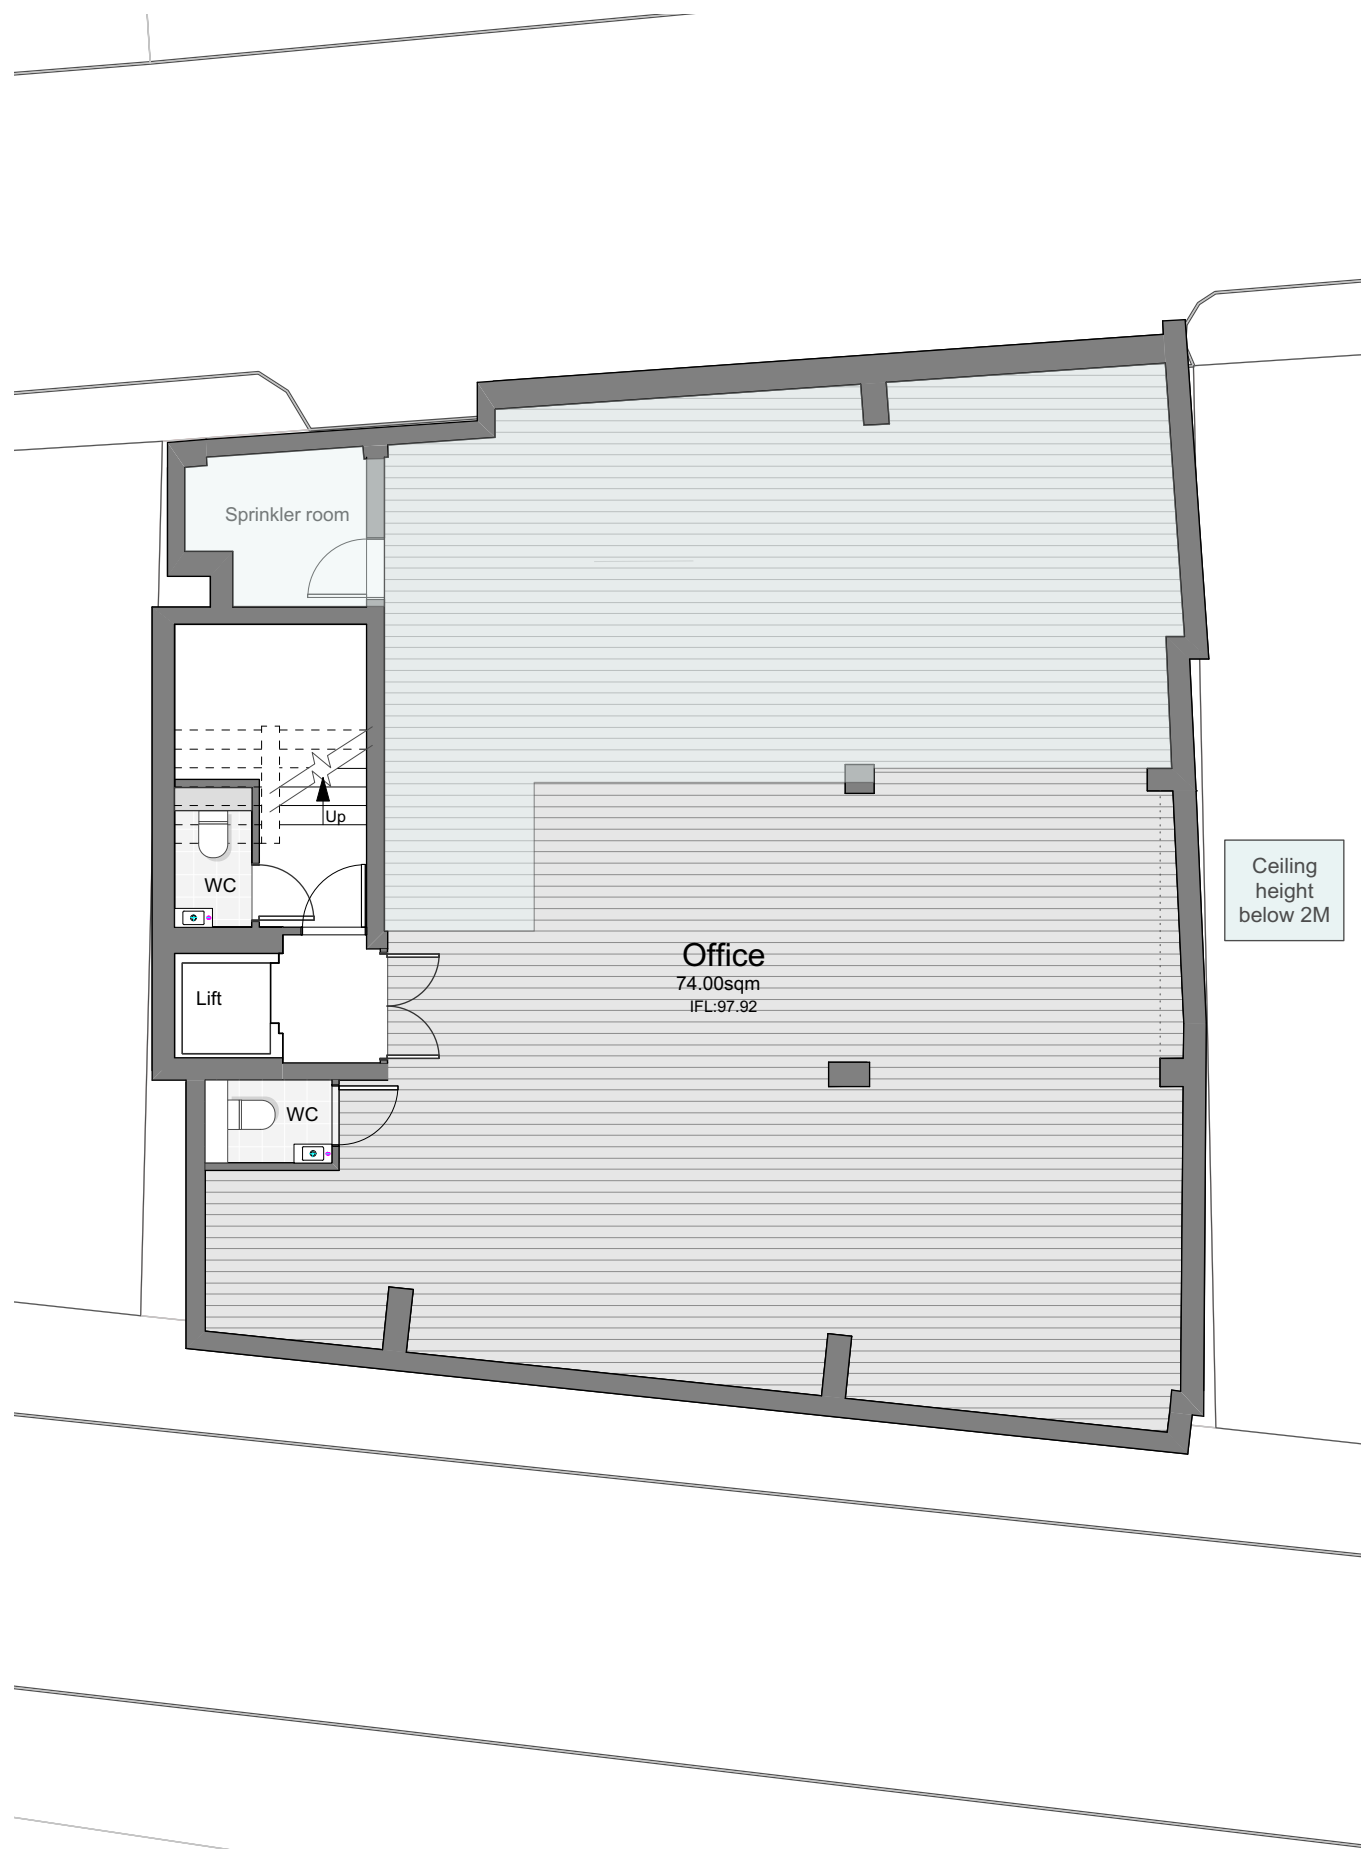 Sprinkler room
Up
WC
Ceiling
height
below 2M
Office
74.00sqm
IFL:97.92
Lift
WC